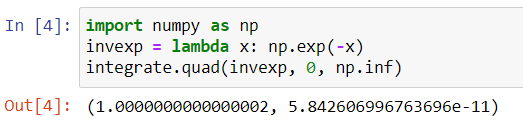 In [4]: import numpy as np
invexp = lambda x: np.exp(-x)
integrate.quad(invexp, 0, np.inf)
Out[4]: (1.0000000000000002, 5.842606996763696e-11)